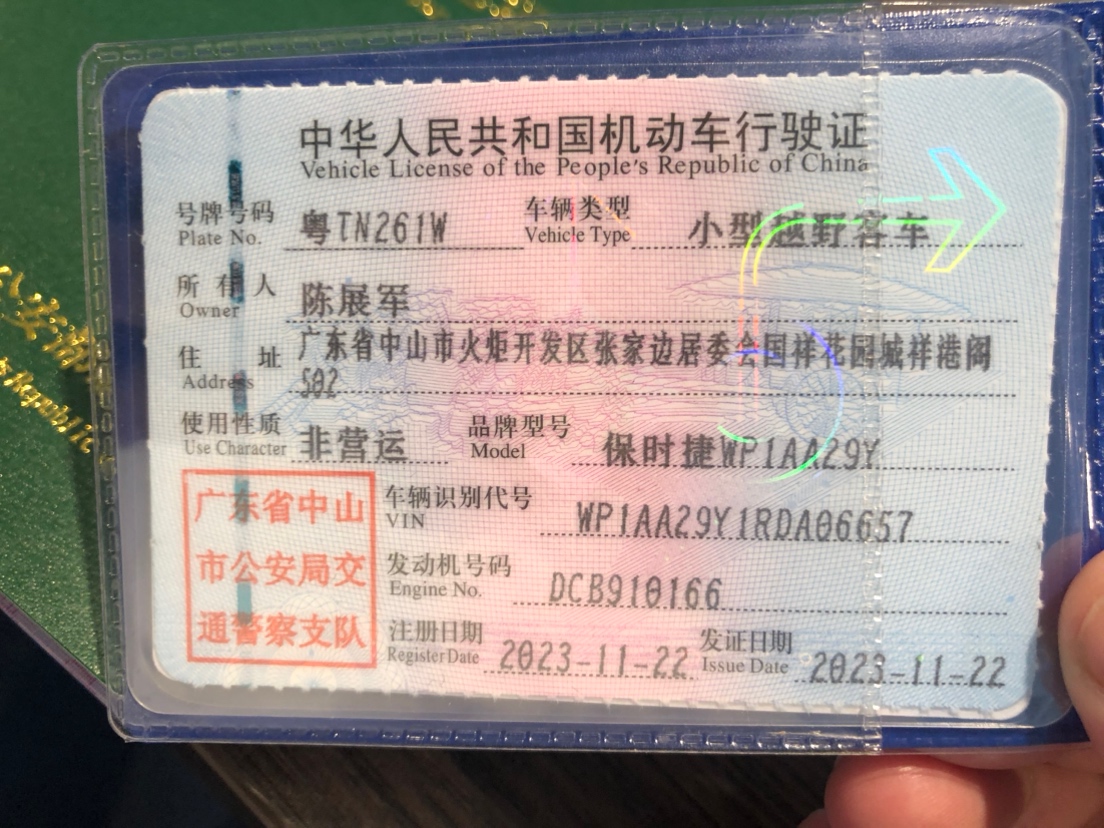 中华人民共和国机动车行驶证
Vehicle License of the People's Republic of China
号牌号码 粤TN261W 车辆类型 小型越野客车
Plate No. Vehicle Type
所有人 陈展军
Owner
住址 广东省中山市火炬开发区张家边居委会国祥花园城祥港阁
Address 502
使用性质 非营运 品牌型号 保时捷WP1AA29Y
Use Character Model
广东省中山
市公安局交
通警察支队
车辆识别代号 WP1AA29Y1RDA06657
VIN
发动机号码 DCB910166
Engine No.
注册日期 2023-11-22 发证日期 2023-11-22
Register Date Issue Date